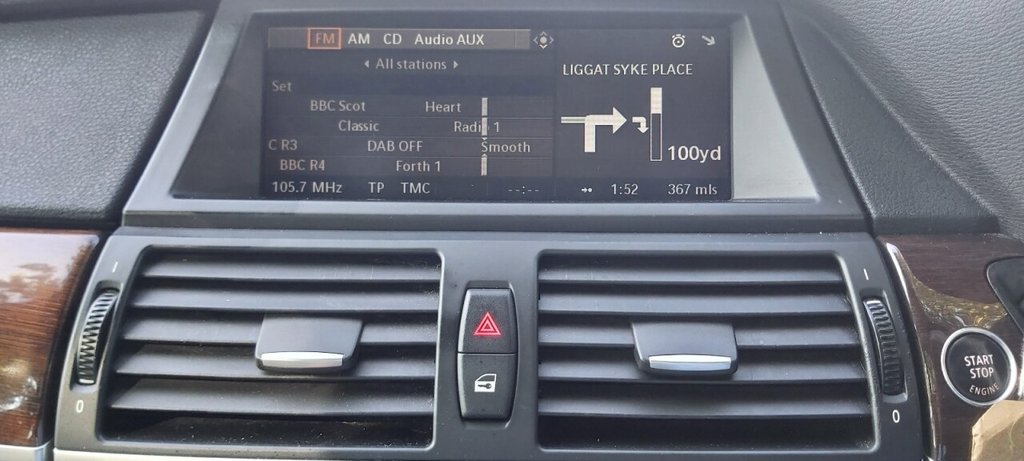 FM AM CD Audio AUX
All stations
Set
BBC Scot Heart
Classic Radio 1
C R3 DAB OFF Smooth
BBC R4 Forth 1
105.7 MHz TP TMC --:--
LIGGAT SYKE PLACE
100yd
1:52 367 mls
I
0
I
0
START
STOP
ENGINE